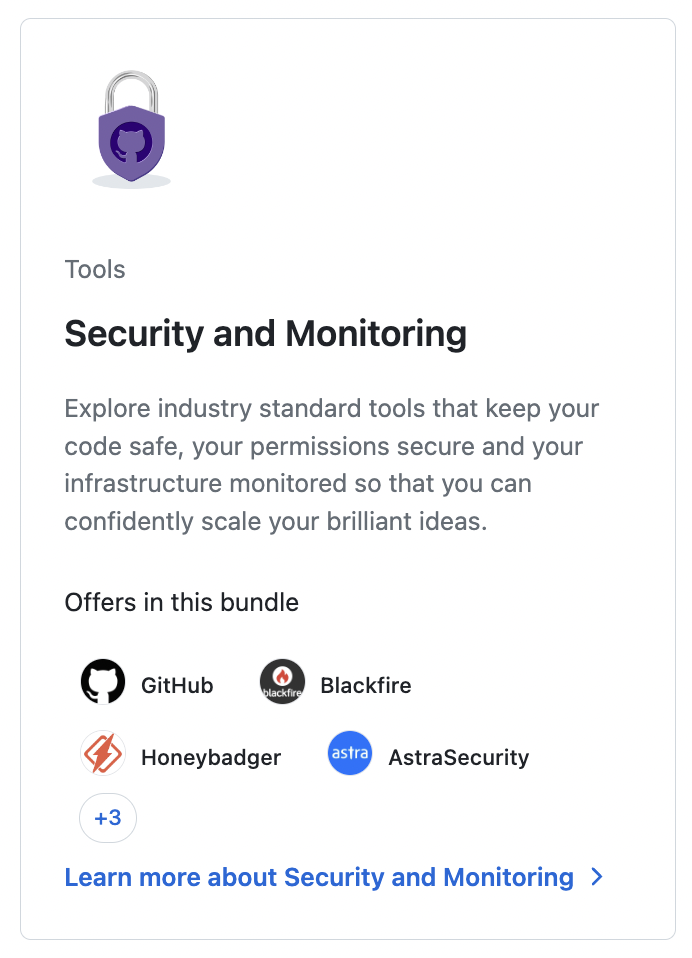 Tools
Security and Monitoring
Explore industry standard tools that keep your
code safe, your permissions secure and your
infrastructure monitored so that you can
confidently scale your brilliant ideas.
Offers in this bundle
GitHub blackfire Blackfire
Honeybadger astra AstraSecurity
+3
Learn more about Security and Monitoring